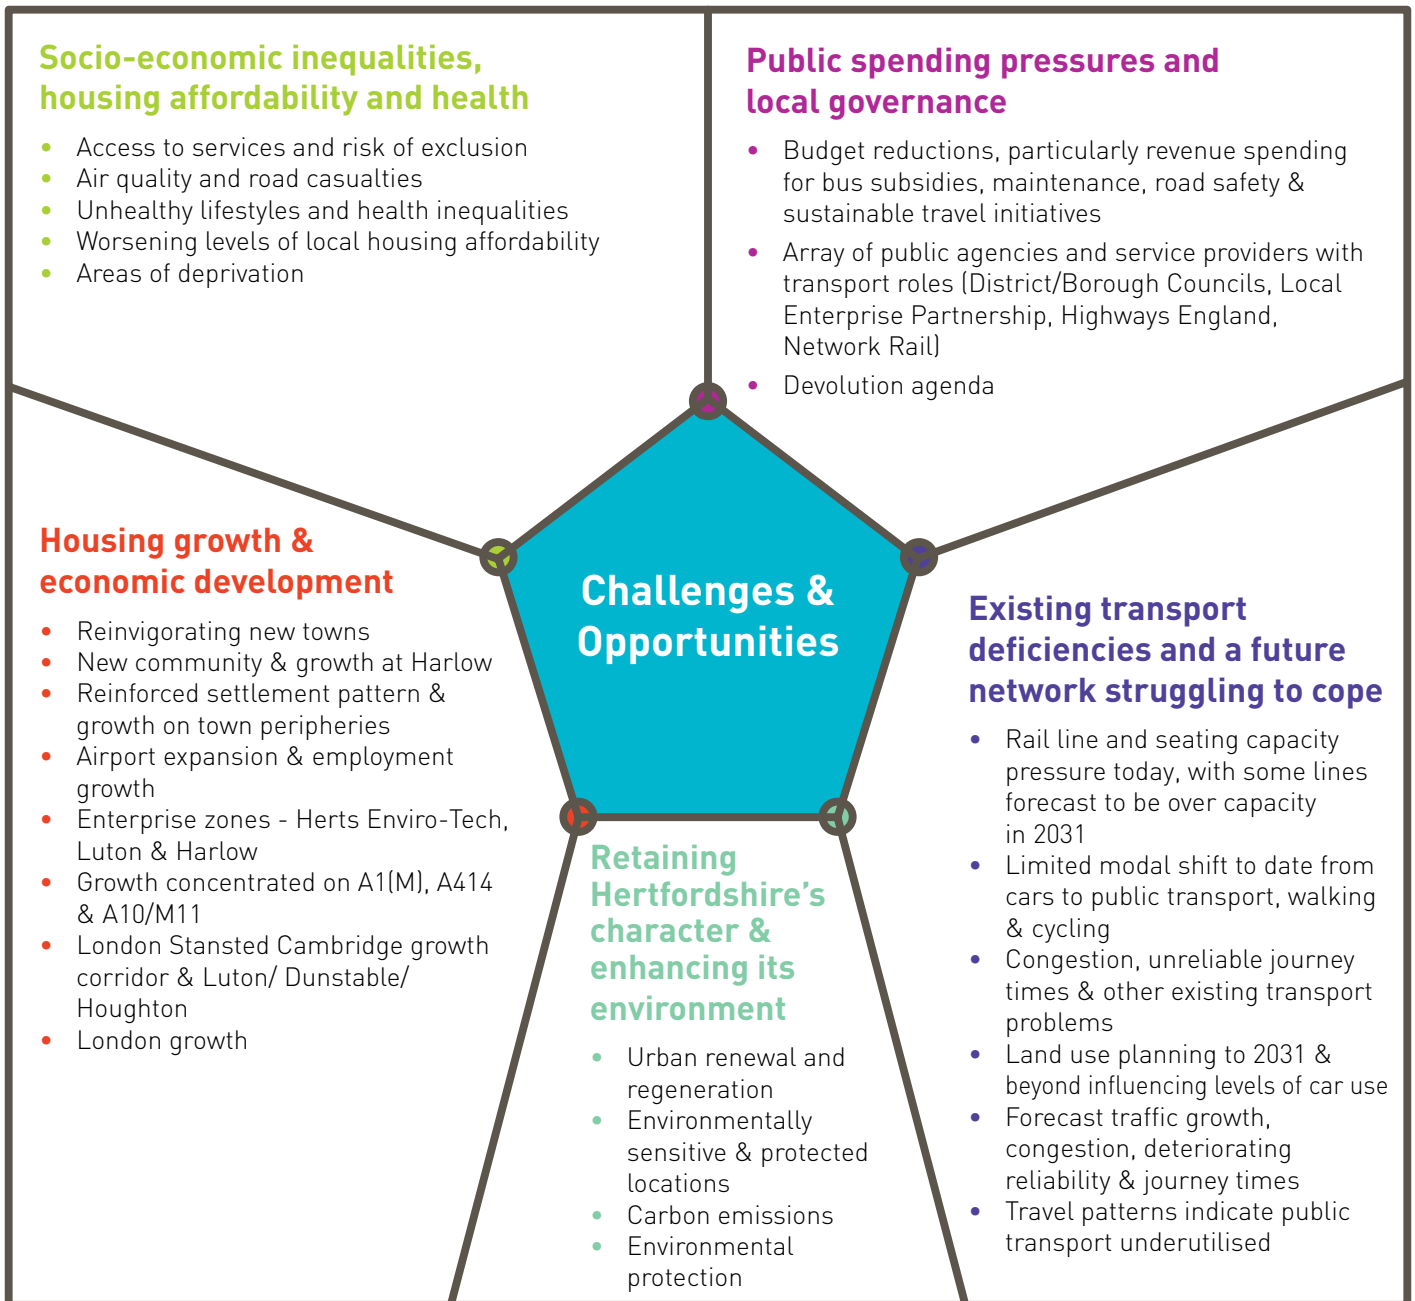 Socio-economic inequalities,
housing affordability and health
• Access to services and risk of exclusion
• Air quality and road casualties
• Unhealthy lifestyles and health inequalities
• Worsening levels of local housing affordability
• Areas of deprivation
Public spending pressures and
local governance
• Budget reductions, particularly revenue spending
for bus subsidies, maintenance, road safety &
sustainable travel initiatives
• Array of public agencies and service providers with
transport roles (District/Borough Councils, Local
Enterprise Partnership, Highways England,
Network Rail)
• Devolution agenda
Housing growth &
economic development
• Reinvigorating new towns
• New community & growth at Harlow
• Reinforced settlement pattern &
growth on town peripheries
• Airport expansion & employment
growth
• Enterprise zones - Herts Enviro-Tech,
Luton & Harlow
• Growth concentrated on A1(M), A414
& A10/M11
• London Stansted Cambridge growth
corridor & Luton/ Dunstable/
Houghton
• London growth
Challenges &
Opportunities
Retaining
Hertfordshire's
character &
enhancing its
environment
• Urban renewal and
regeneration
• Environmentally
sensitive & protected
locations
• Carbon emissions
• Environmental
protection
Existing transport
deficiencies and a future
network struggling to cope
• Rail line and seating capacity
pressure today, with some lines
forecast to be over capacity
in 2031
• Limited modal shift to date from
cars to public transport, walking
& cycling
• Congestion, unreliable journey
times & other existing transport
problems
• Land use planning to 2031 &
beyond influencing levels of car use
• Forecast traffic growth,
congestion, deteriorating
reliability & journey times
• Travel patterns indicate public
transport underutilised